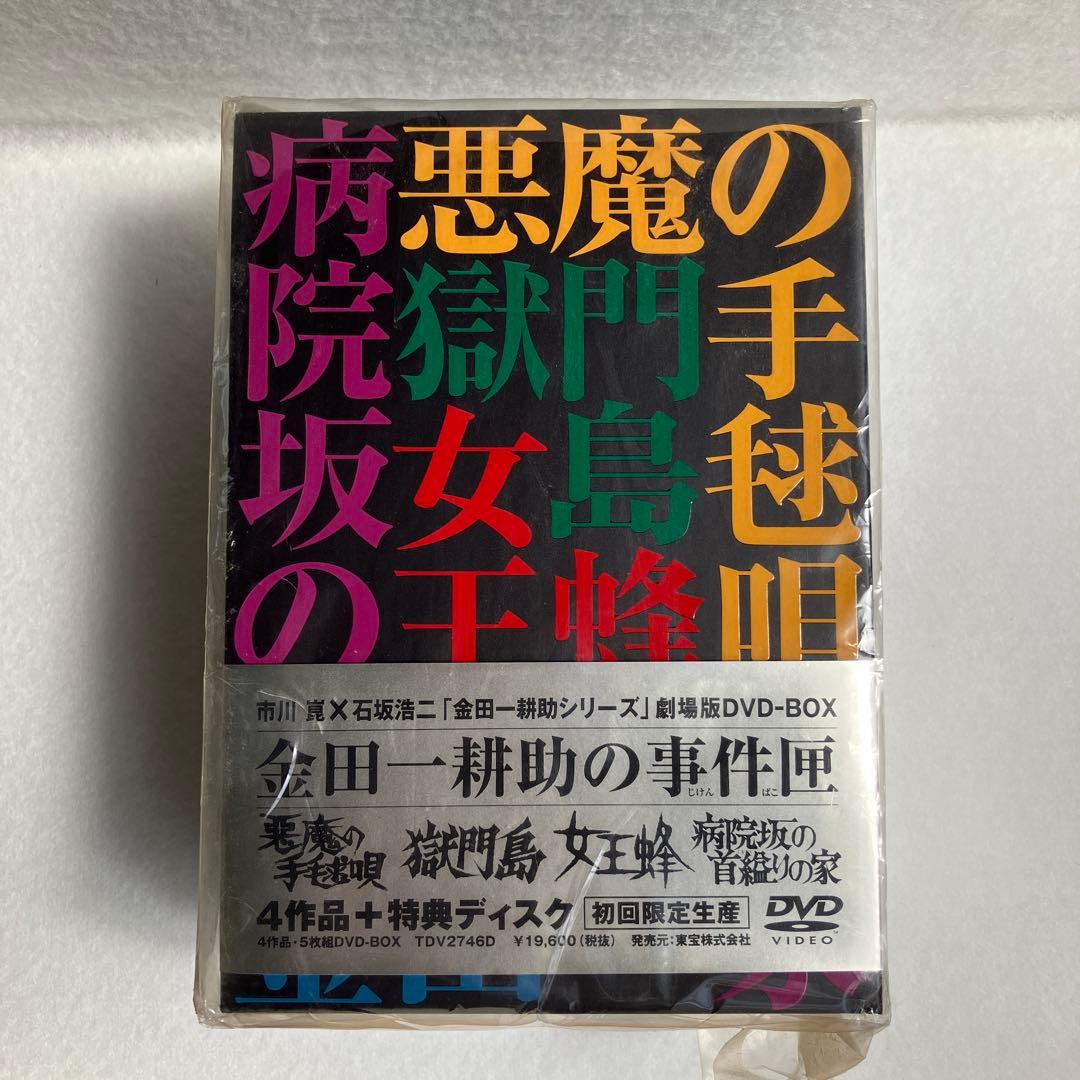 悪魔の手毬唄
獄門島
女王蜂
病院坂の
市川 崑×石坂浩二「金田一耕助シリーズ」劇場版DVD-BOX
金田一耕助の事件匣
じけん ばこ
悪魔の
手毬唄
獄門島
女王蜂
病院坂の
首縊りの家
4作品＋特典ディスク 初回限定生産
DVD
VIDEO
4作品・5枚組DVD-BOX TDV2746D ¥19,600（税抜） 発売元：東宝株式会社